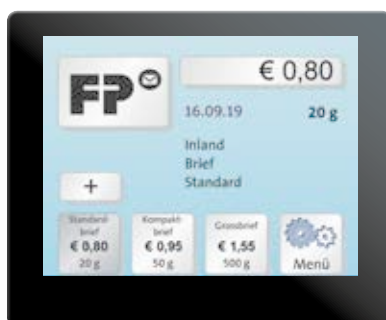 FP
€ 0,80
16.09.19 20 g
Inland
Brief
Standard
+
Standard-
brief
€ 0,80
20 g
Kompakt-
brief
€ 0,95
50 g
Grossbrief
€ 1,55
500 g
Menü